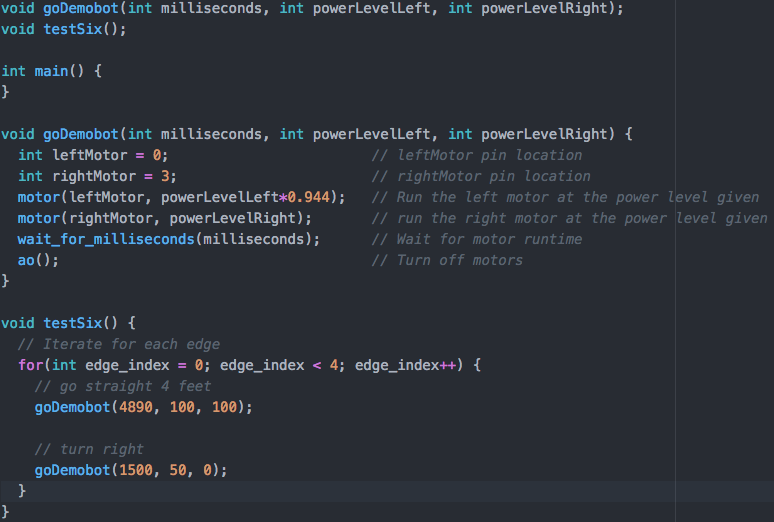 void goDemobot(int milliseconds, int powerLevelLeft, int powerLevelRight);
void testSix();

int main() {
}

void goDemobot(int milliseconds, int powerLevelLeft, int powerLevelRight) {
  int leftMotor = 0;                        // leftMotor pin location
  int rightMotor = 3;                       // rightMotor pin location
  motor(leftMotor, powerLevelLeft*0.944);   // Run the left motor at the power level given
  motor(rightMotor, powerLevelRight);       // run the right motor at the power level given
  wait_for_milliseconds(milliseconds);      // Wait for motor runtime
  ao();                                     // Turn off motors
}

void testSix() {
  // Iterate for each edge
  for(int edge_index = 0; edge_index < 4; edge_index++) {
    // go straight 4 feet
    goDemobot(4890, 100, 100);

    // turn right
    goDemobot(1500, 50, 0);
  }
}